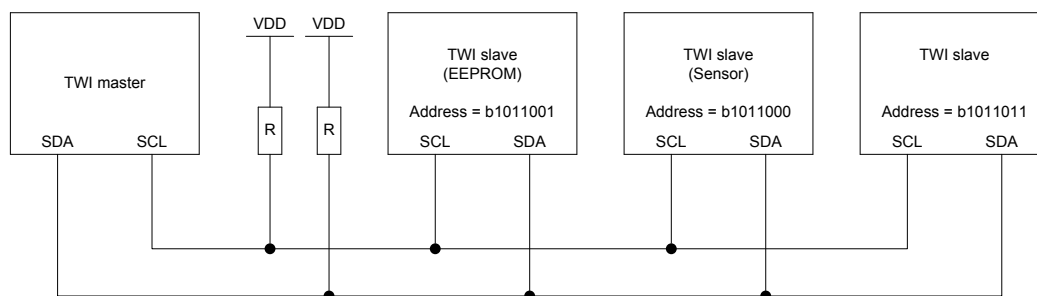 TWI master
SDA SCL
VDD VDD
R R
TWI slave
(EEPROM)
Address = b1011001
SCL SDA
TWI slave
(Sensor)
Address = b1011000
SCL SDA
TWI slave
Address = b1011011
SCL SDA